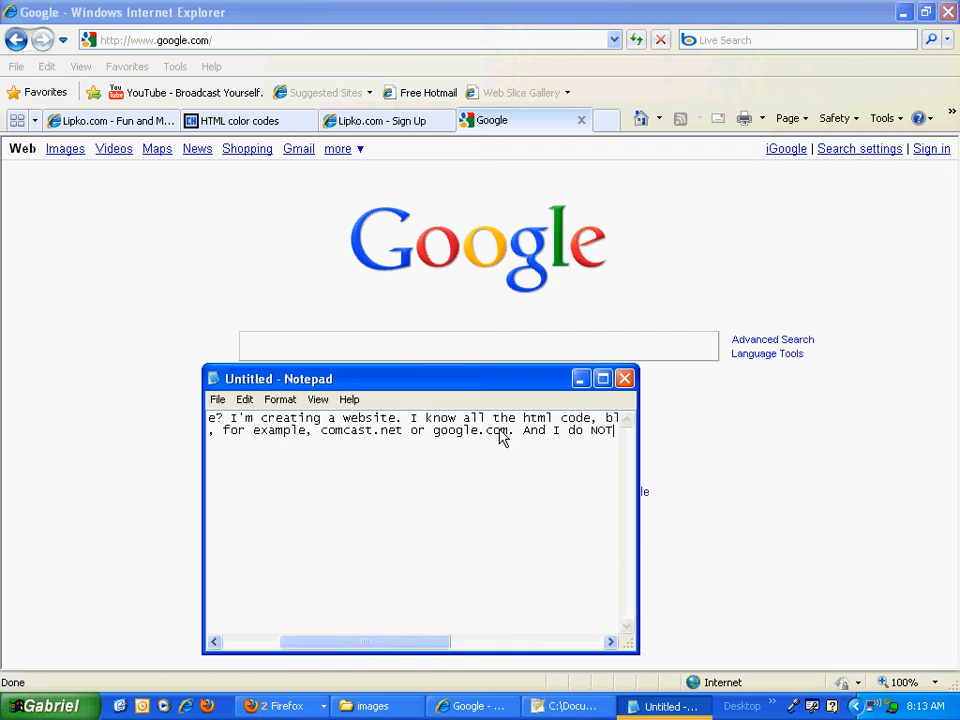 Google - Windows Internet Explorer
http://www.google.com/
Live Search
File Edit View Favorites Tools Help
Favorites YouTube - Broadcast Yourself. Suggested Sites Free Hotmail Web Slice Gallery
Lipko.com - Fun and M... HTML color codes Lipko.com - Sign Up Google Page Safety Tools
Web Images Videos Maps News Shopping Gmail more ▼ iGoogle | Search settings | Sign in
Google
Advanced Search
Language Tools
Untitled - Notepad
File Edit Format View Help
e? I'm creating a website. I know all the html code, bl
, for example, comcast.net or google.com. And I do NOT
le
Done Internet 100%
Gabriel 2 Firefox images Google - ... C:\Docu... Untitled -... Desktop 8:13 AM